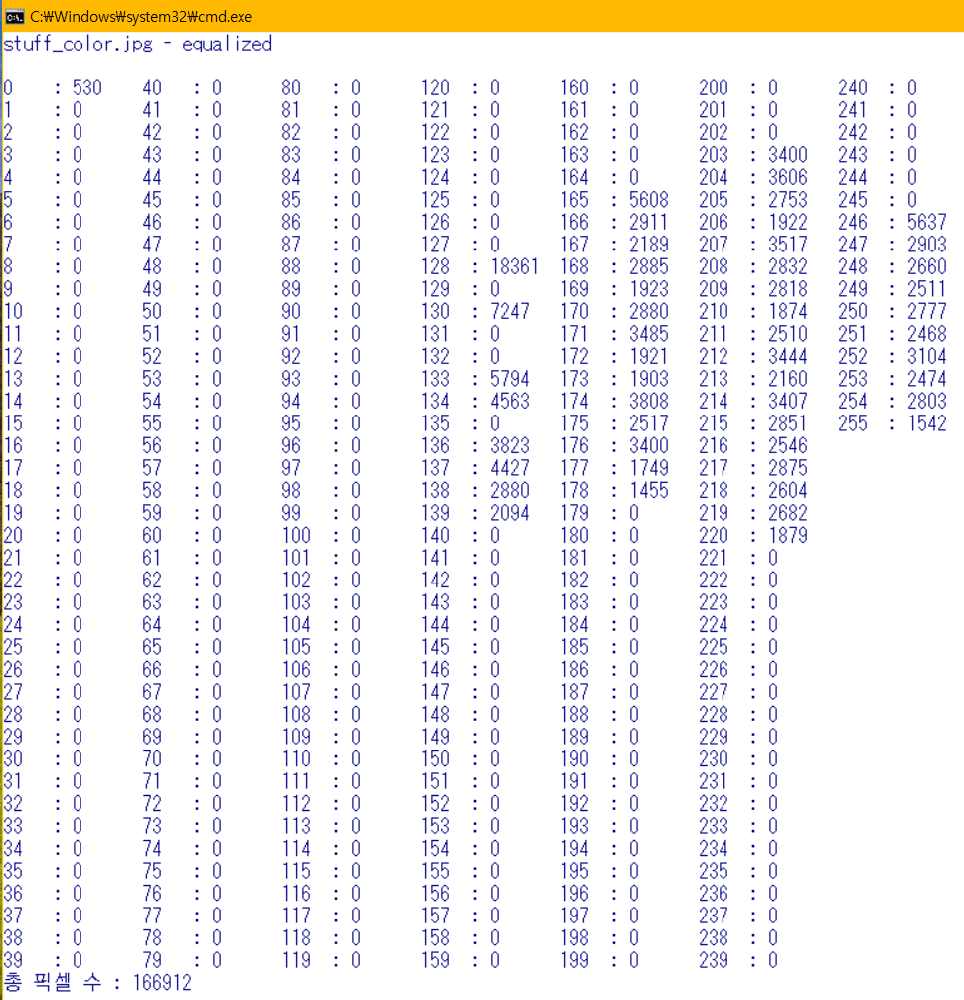 C:\Windows\system32\cmd.exe
stuff_color.jpg - equalized
0 : 530 40 : 0 80 : 0 120 : 0 160 : 0 200 : 0 240 : 0
1 : 0 41 : 0 81 : 0 121 : 0 161 : 0 201 : 0 241 : 0
2 : 0 42 : 0 82 : 0 122 : 0 162 : 0 202 : 0 242 : 0
3 : 0 43 : 0 83 : 0 123 : 0 163 : 0 203 : 3400 243 : 0
4 : 0 44 : 0 84 : 0 124 : 0 164 : 0 204 : 3606 244 : 0
5 : 0 45 : 0 85 : 0 125 : 0 165 : 5608 205 : 2753 245 : 0
6 : 0 46 : 0 86 : 0 126 : 0 166 : 2911 206 : 1922 246 : 5637
7 : 0 47 : 0 87 : 0 127 : 0 167 : 2189 207 : 3517 247 : 2903
8 : 0 48 : 0 88 : 0 128 : 18361 168 : 2885 208 : 2832 248 : 2660
9 : 0 49 : 0 89 : 0 129 : 0 169 : 1923 209 : 2818 249 : 2511
10 : 0 50 : 0 90 : 0 130 : 7247 170 : 2880 210 : 1874 250 : 2777
11 : 0 51 : 0 91 : 0 131 : 0 171 : 3485 211 : 2510 251 : 2468
12 : 0 52 : 0 92 : 0 132 : 0 172 : 1921 212 : 3444 252 : 3104
13 : 0 53 : 0 93 : 0 133 : 5794 173 : 1903 213 : 2160 253 : 2474
14 : 0 54 : 0 94 : 0 134 : 4563 174 : 3808 214 : 3407 254 : 2803
15 : 0 55 : 0 95 : 0 135 : 0 175 : 2517 215 : 2851 255 : 1542
16 : 0 56 : 0 96 : 0 136 : 3823 176 : 3400 216 : 2546
17 : 0 57 : 0 97 : 0 137 : 4427 177 : 1749 217 : 2875
18 : 0 58 : 0 98 : 0 138 : 2880 178 : 1455 218 : 2604
19 : 0 59 : 0 99 : 0 139 : 2094 179 : 0 219 : 2682
20 : 0 60 : 0 100 : 0 140 : 0 180 : 0 220 : 1879
21 : 0 61 : 0 101 : 0 141 : 0 181 : 0 221 : 0
22 : 0 62 : 0 102 : 0 142 : 0 182 : 0 222 : 0
23 : 0 63 : 0 103 : 0 143 : 0 183 : 0 223 : 0
24 : 0 64 : 0 104 : 0 144 : 0 184 : 0 224 : 0
25 : 0 65 : 0 105 : 0 145 : 0 185 : 0 225 : 0
26 : 0 66 : 0 106 : 0 146 : 0 186 : 0 226 : 0
27 : 0 67 : 0 107 : 0 147 : 0 187 : 0 227 : 0
28 : 0 68 : 0 108 : 0 148 : 0 188 : 0 228 : 0
29 : 0 69 : 0 109 : 0 149 : 0 189 : 0 229 : 0
30 : 0 70 : 0 110 : 0 150 : 0 190 : 0 230 : 0
31 : 0 71 : 0 111 : 0 151 : 0 191 : 0 231 : 0
32 : 0 72 : 0 112 : 0 152 : 0 192 : 0 232 : 0
33 : 0 73 : 0 113 : 0 153 : 0 193 : 0 233 : 0
34 : 0 74 : 0 114 : 0 154 : 0 194 : 0 234 : 0
35 : 0 75 : 0 115 : 0 155 : 0 195 : 0 235 : 0
36 : 0 76 : 0 116 : 0 156 : 0 196 : 0 236 : 0
37 : 0 77 : 0 117 : 0 157 : 0 197 : 0 237 : 0
38 : 0 78 : 0 118 : 0 158 : 0 198 : 0 238 : 0
39 : 0 79 : 0 119 : 0 159 : 0 199 : 0 239 : 0
총 픽셀 수 : 166912